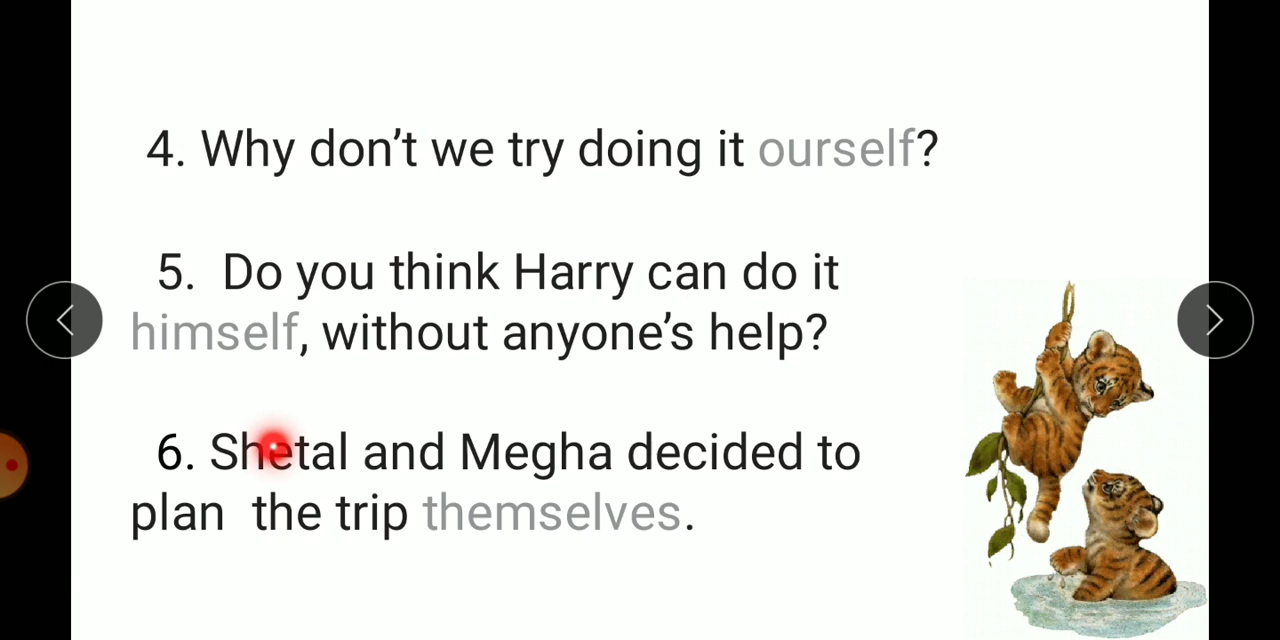 4. Why don’t we try doing it ourself?
5. Do you think Harry can do it
himself, without anyone’s help?
6. Shetal and Megha decided to
plan the trip themselves.